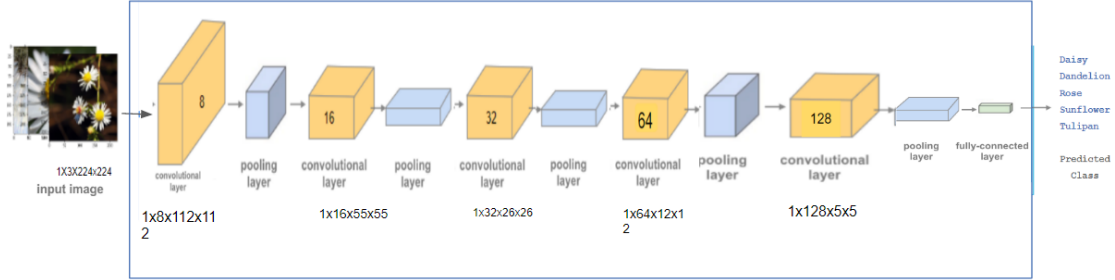 1X3X224x224
input image
8
convolutional
layer
1x8x112x11
2
pooling
layer
16
convolutional
layer
1x16x55x55
pooling
layer
32
convolutional
layer
1x32x26x26
pooling
layer
64
convolutional
layer
1x64x12x1
2
pooling
layer
128
convolutional
layer
1x128x5x5
pooling
layer
fully-connected
layer
Daisy
Dandelion
Rose
Sunflower
Tulipan
Predicted
Class